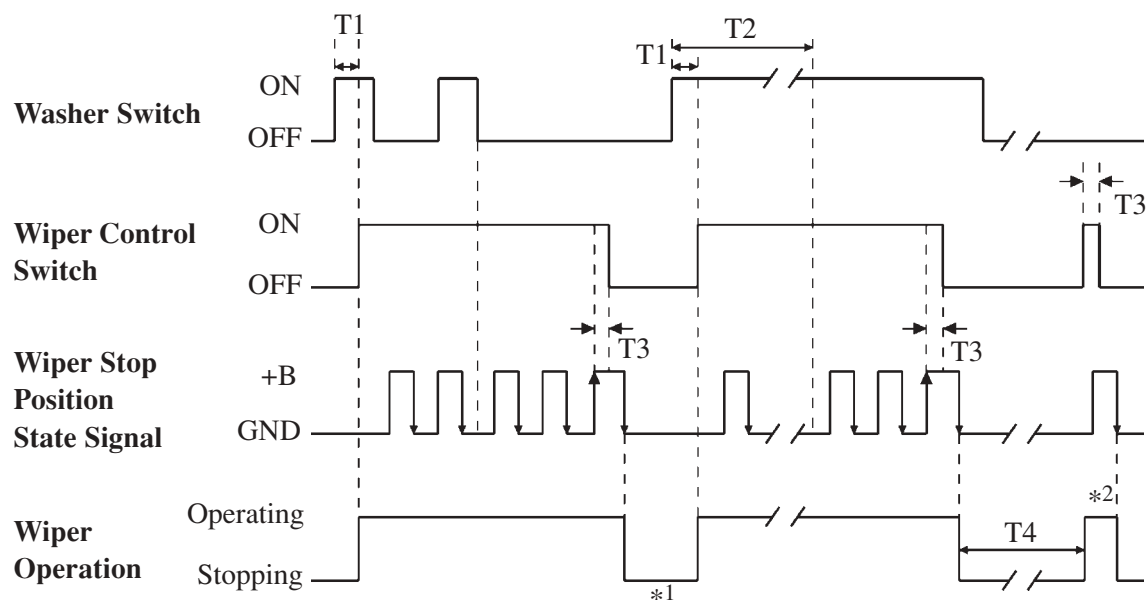 T1
T2
T1
ON
Washer Switch
OFF
T3
ON
Wiper Control
Switch
OFF
T3
T3
Wiper Stop
Position
State Signal
+B
GND
*2
Operating
Wiper
Operation
T4
Stopping
*1